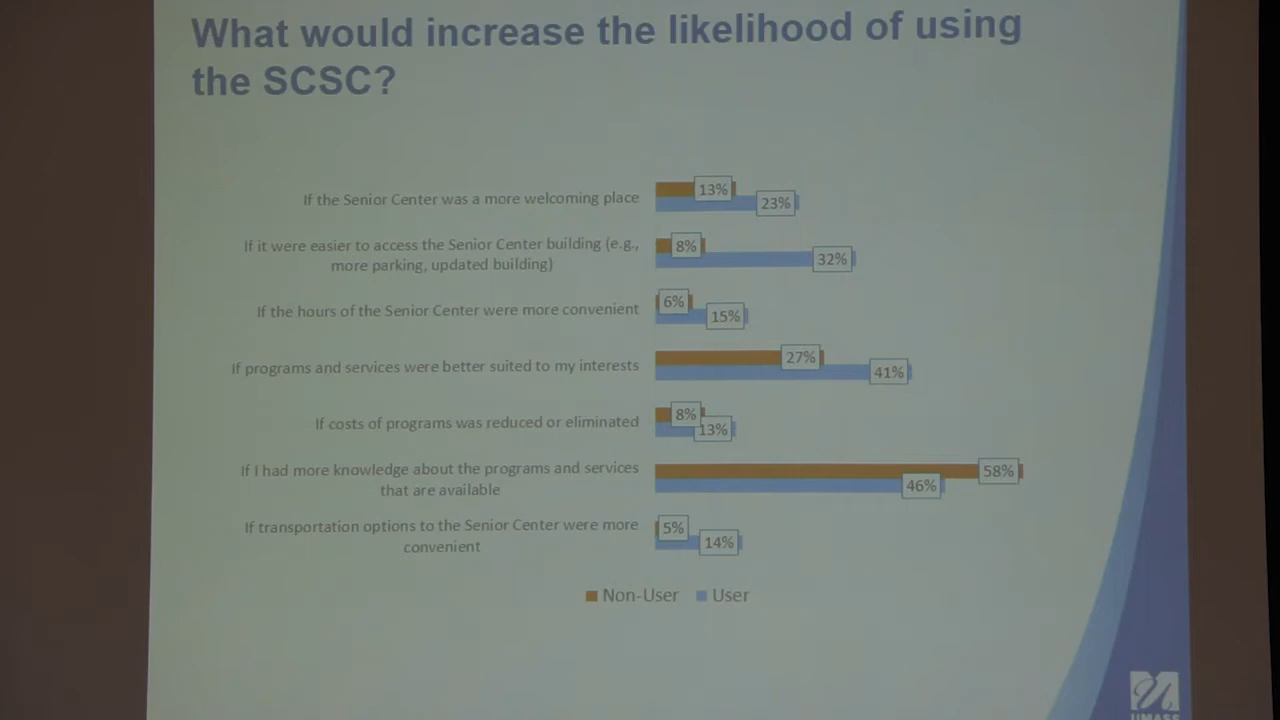 What would increase the likelihood of using
the SCSC?
If the Senior Center was a more welcoming place
13%
23%
If it were easier to access the Senior Center building (e.g.,
more parking, updated building)
8%
32%
If the hours of the Senior Center were more convenient
6%
15%
If programs and services were better suited to my interests
27%
41%
If costs of programs was reduced or eliminated
8%
13%
If I had more knowledge about the programs and services
that are available
58%
46%
If transportation options to the Senior Center were more
convenient
5%
14%
Non-User User
UMASS